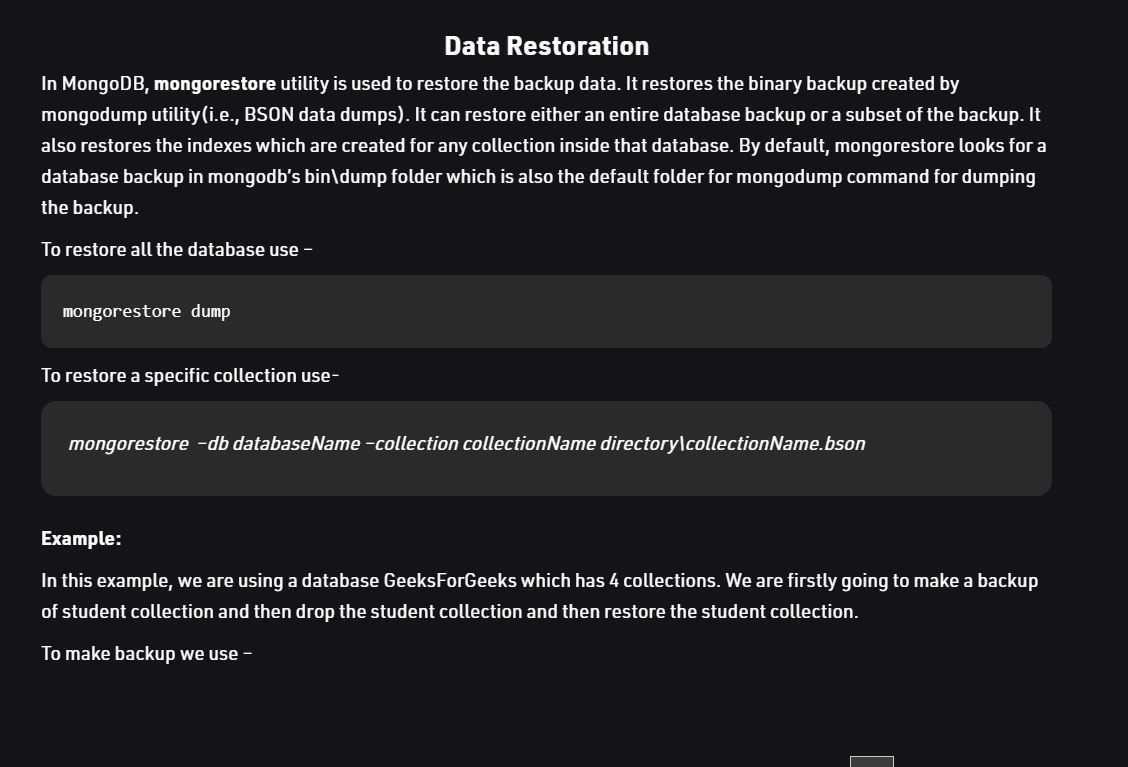 Data Restoration
In MongoDB, mongorestore utility is used to restore the backup data. It restores the binary backup created by
mongodump utility(i.e., BSON data dumps). It can restore either an entire database backup or a subset of the backup. It
also restores the indexes which are created for any collection inside that database. By default, mongorestore looks for a
database backup in mongodb’s bin\dump folder which is also the default folder for mongodump command for dumping
the backup.
To restore all the database use –
mongorestore dump
To restore a specific collection use-
mongorestore  –db databaseName –collection collectionName directory\collectionName.bson
Example:
In this example, we are using a database GeeksForGeeks which has 4 collections. We are firstly going to make a backup
of student collection and then drop the student collection and then restore the student collection.
To make backup we use –